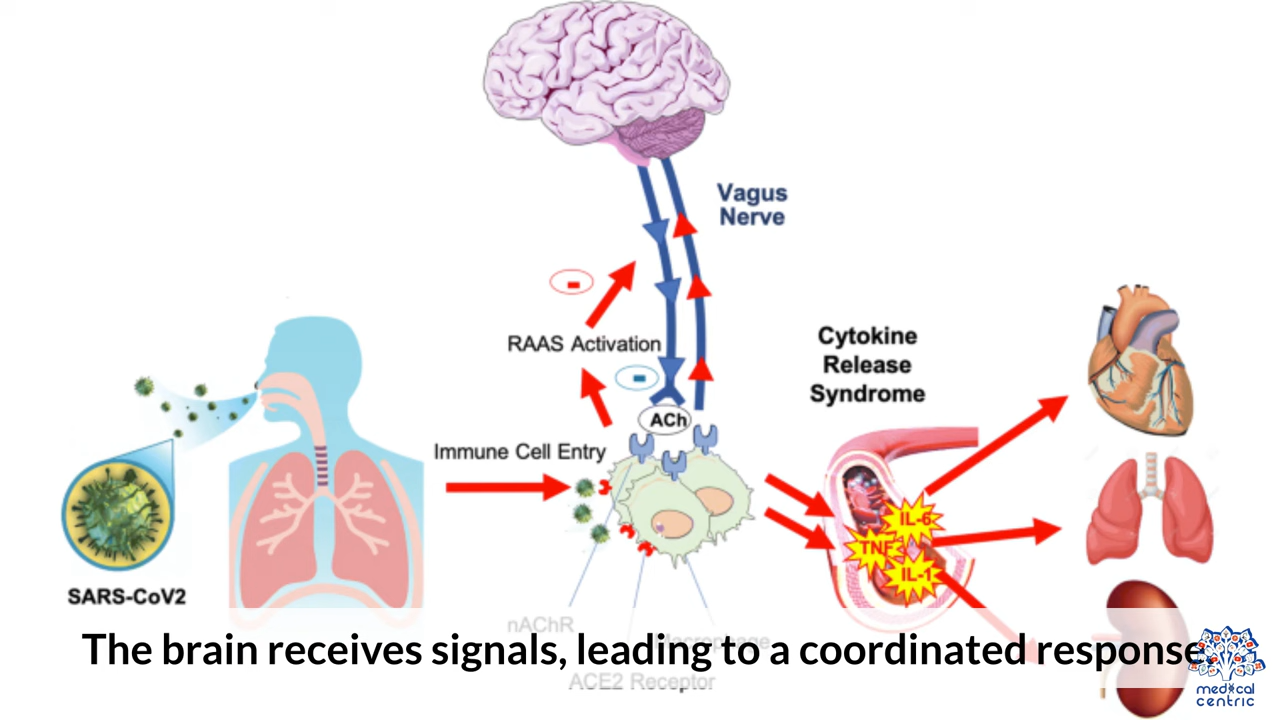 Vagus
Nerve
RAAS Activation
Cytokine
Release
Syndrome
ACh
Immune Cell Entry
IL-6
TNF
IL-1
SARS-CoV2
nAChR
Macrophage
The brain receives signals, leading to a coordinated response.
ACE2 Receptor
medical
centric